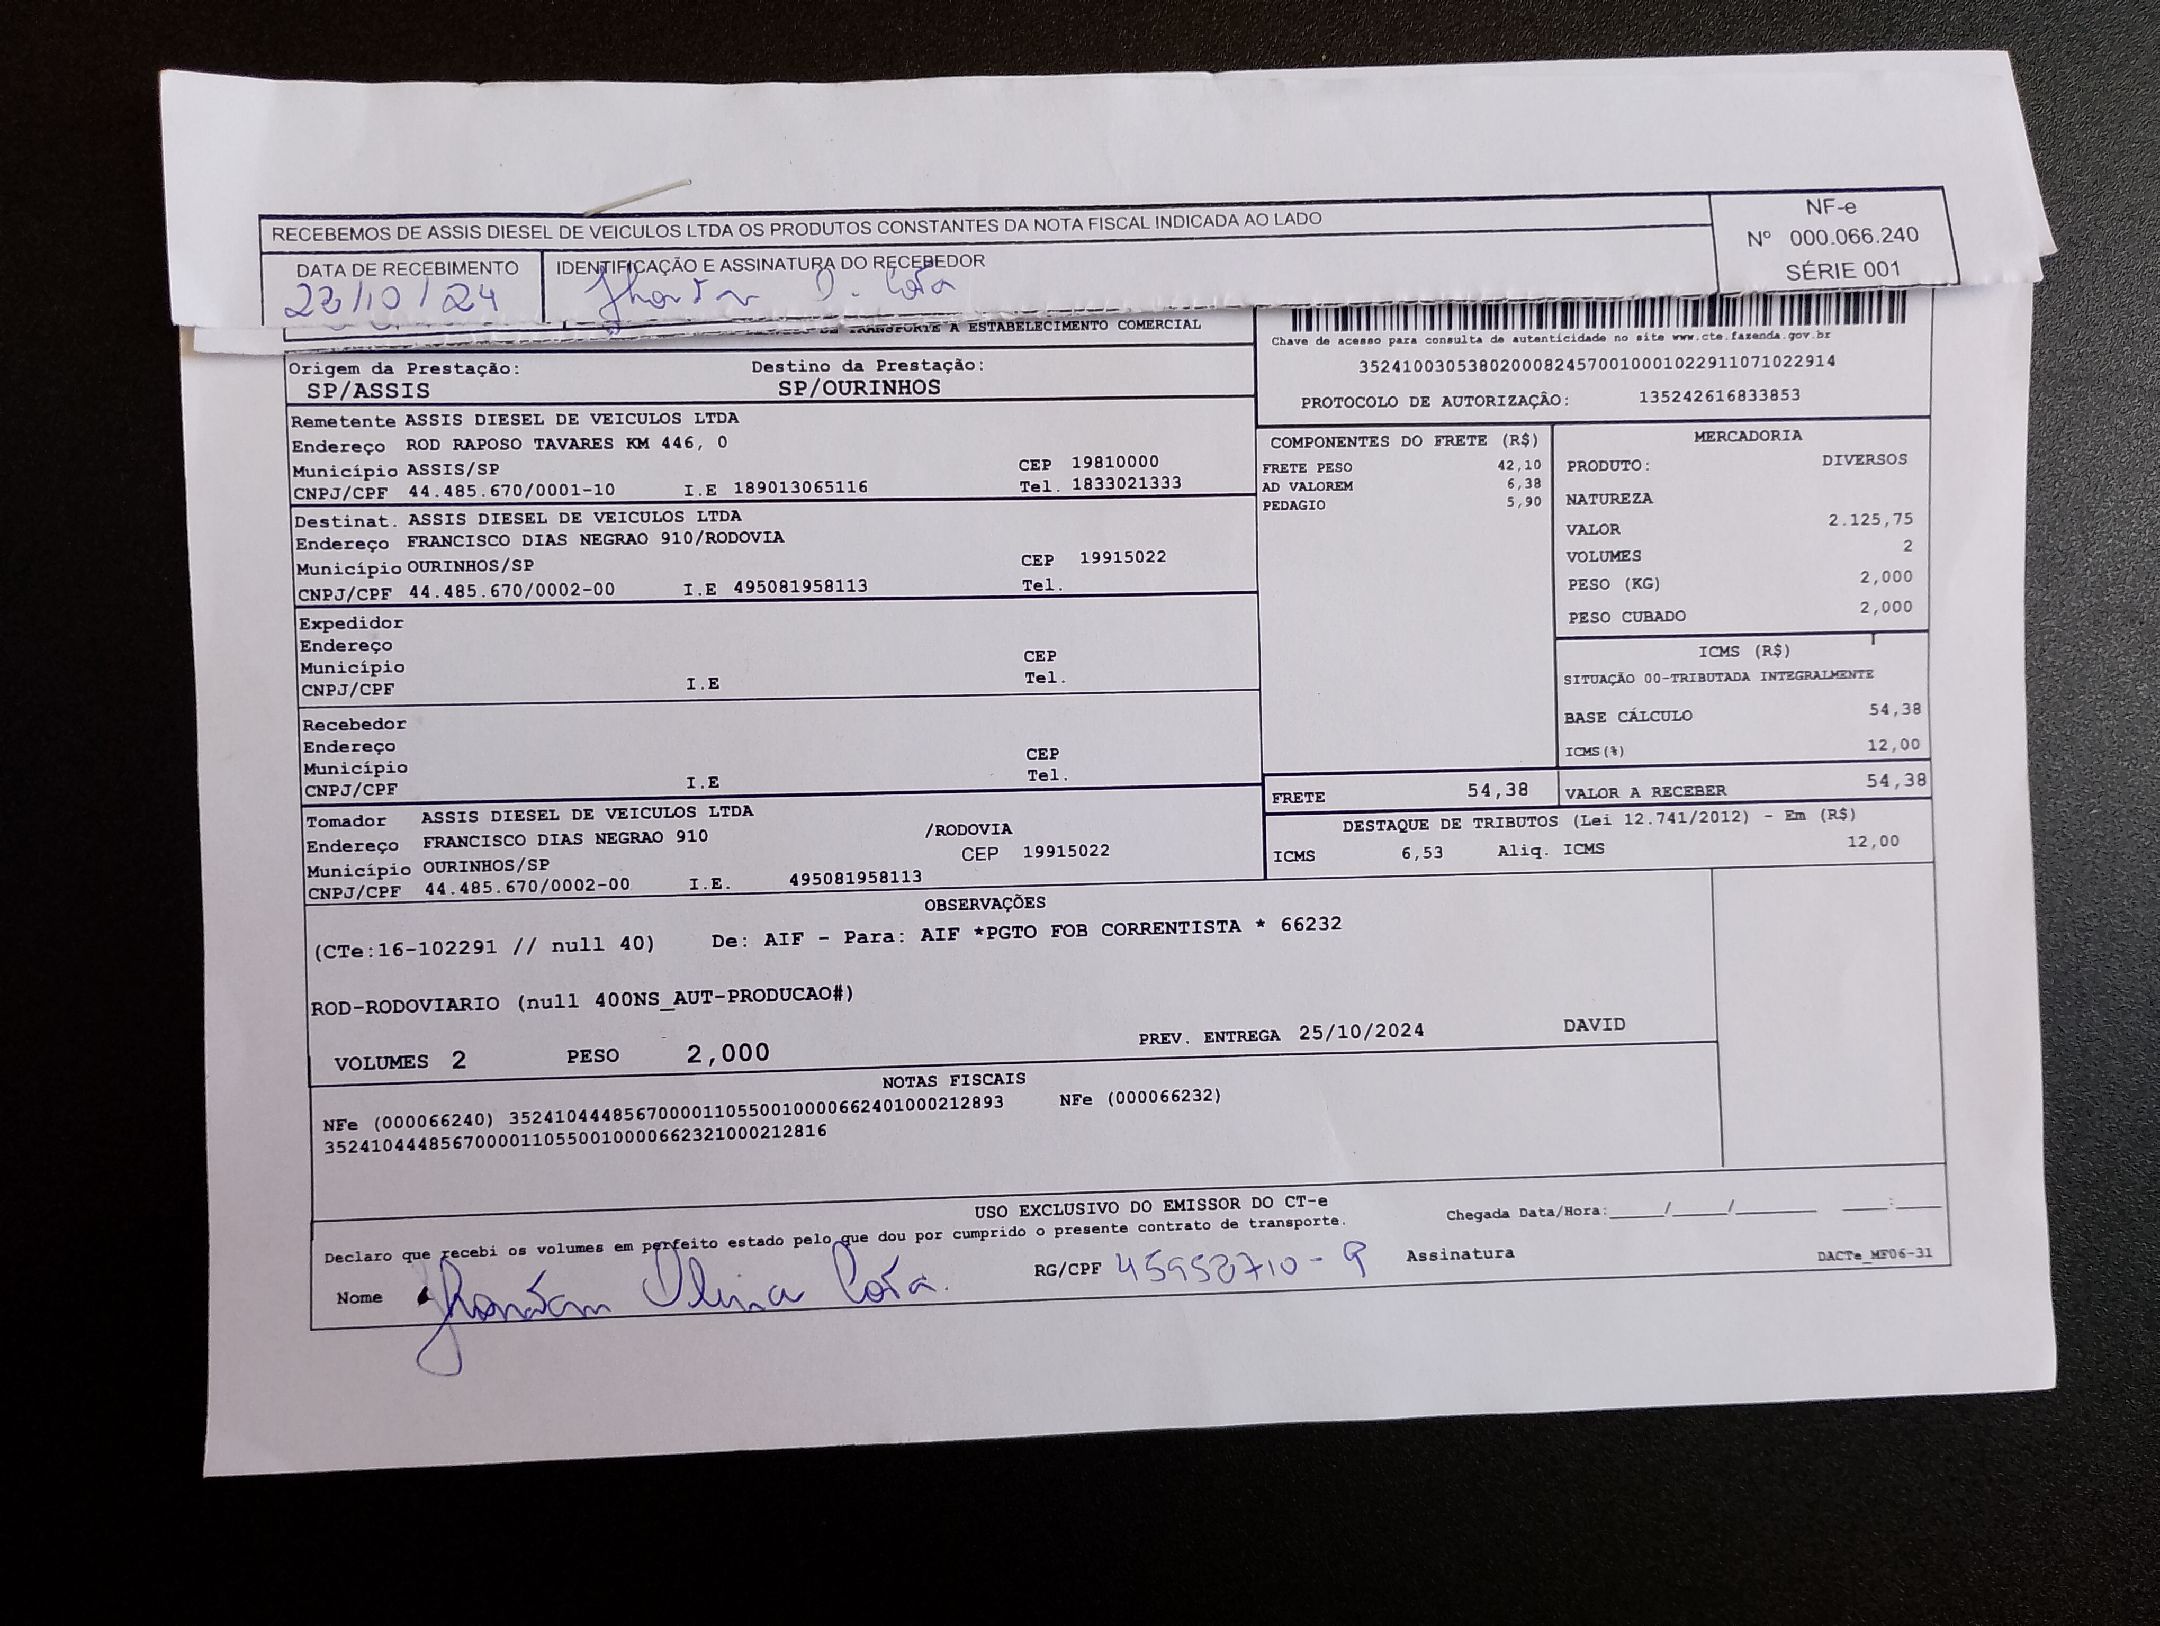 RECEBEMOS DE ASSIS DIESEL DE VEICULOS LTDA OS PRODUTOS CONSTANTES DA NOTA FISCAL INDICADA AO LADO
NF-e
Nº 000.066.240
SÉRIE 001
DATA DE RECEBIMENTO
23/10/24
IDENTIFICAÇÃO E ASSINATURA DO RECEBEDOR
DE TRANSPORTE A ESTABELECIMENTO COMERCIAL
Chave de acesso para consulta de autenticidade no site www.cte.fazenda.gov.br
35241003053802000824570010001022911071022914
PROTOCOLO DE AUTORIZAÇÃO: 135242616833853
Origem da Prestação: Destino da Prestação:
SP/ASSIS SP/OURINHOS
Remetente ASSIS DIESEL DE VEICULOS LTDA
Endereço ROD RAPOSO TAVARES KM 446, 0
Município ASSIS/SP CEP 19810000
CNPJ/CPF 44.485.670/0001-10 I.E 189013065116 Tel. 1833021333
Destinat. ASSIS DIESEL DE VEICULOS LTDA
Endereço FRANCISCO DIAS NEGRAO 910/RODOVIA
Município OURINHOS/SP CEP 19915022
CNPJ/CPF 44.485.670/0002-00 I.E 495081958113 Tel.
Expedidor
Endereço
Município CEP
CNPJ/CPF I.E Tel.
Recebedor
Endereço
Município CEP
CNPJ/CPF I.E Tel.
Tomador ASSIS DIESEL DE VEICULOS LTDA
Endereço FRANCISCO DIAS NEGRAO 910 /RODOVIA
Município OURINHOS/SP CEP 19915022
CNPJ/CPF 44.485.670/0002-00 I.E. 495081958113
COMPONENTES DO FRETE (R$)
FRETE PESO 42,10
AD VALOREM 6,38
PEDAGIO 5,90
MERCADORIA
PRODUTO: DIVERSOS
NATUREZA
VALOR 2.125,75
VOLUMES 2
PESO (KG) 2,000
PESO CUBADO 2,000
ICMS (R$)
SITUAÇÃO 00-TRIBUTADA INTEGRALMENTE
BASE CÁLCULO 54,38
ICMS(%) 12,00
FRETE 54,38 VALOR A RECEBER 54,38
DESTAQUE DE TRIBUTOS (Lei 12.741/2012) - Em (R$)
ICMS 6,53 Aliq. ICMS 12,00
OBSERVAÇÕES
(CTe:16-102291 // null 40) De: AIF - Para: AIF *PGTO FOB CORRENTISTA * 66232
ROD-RODOVIARIO (null 400NS_AUT-PRODUCAO#)
VOLUMES 2 PESO 2,000 PREV. ENTREGA 25/10/2024 DAVID
NOTAS FISCAIS
NFe (000066240) 35241044485670000110550010000662401000212893 NFe (000066232)
35241044485670000110550010000662321000212816
USO EXCLUSIVO DO EMISSOR DO CT-e
Declaro que recebi os volumes em perfeito estado pelo que dou por cumprido o presente contrato de transporte.
Chegada Data/Hora:_____/_____/________ ____:____
Nome RG/CPF 45958710-9 Assinatura
DACTe_MF06-31